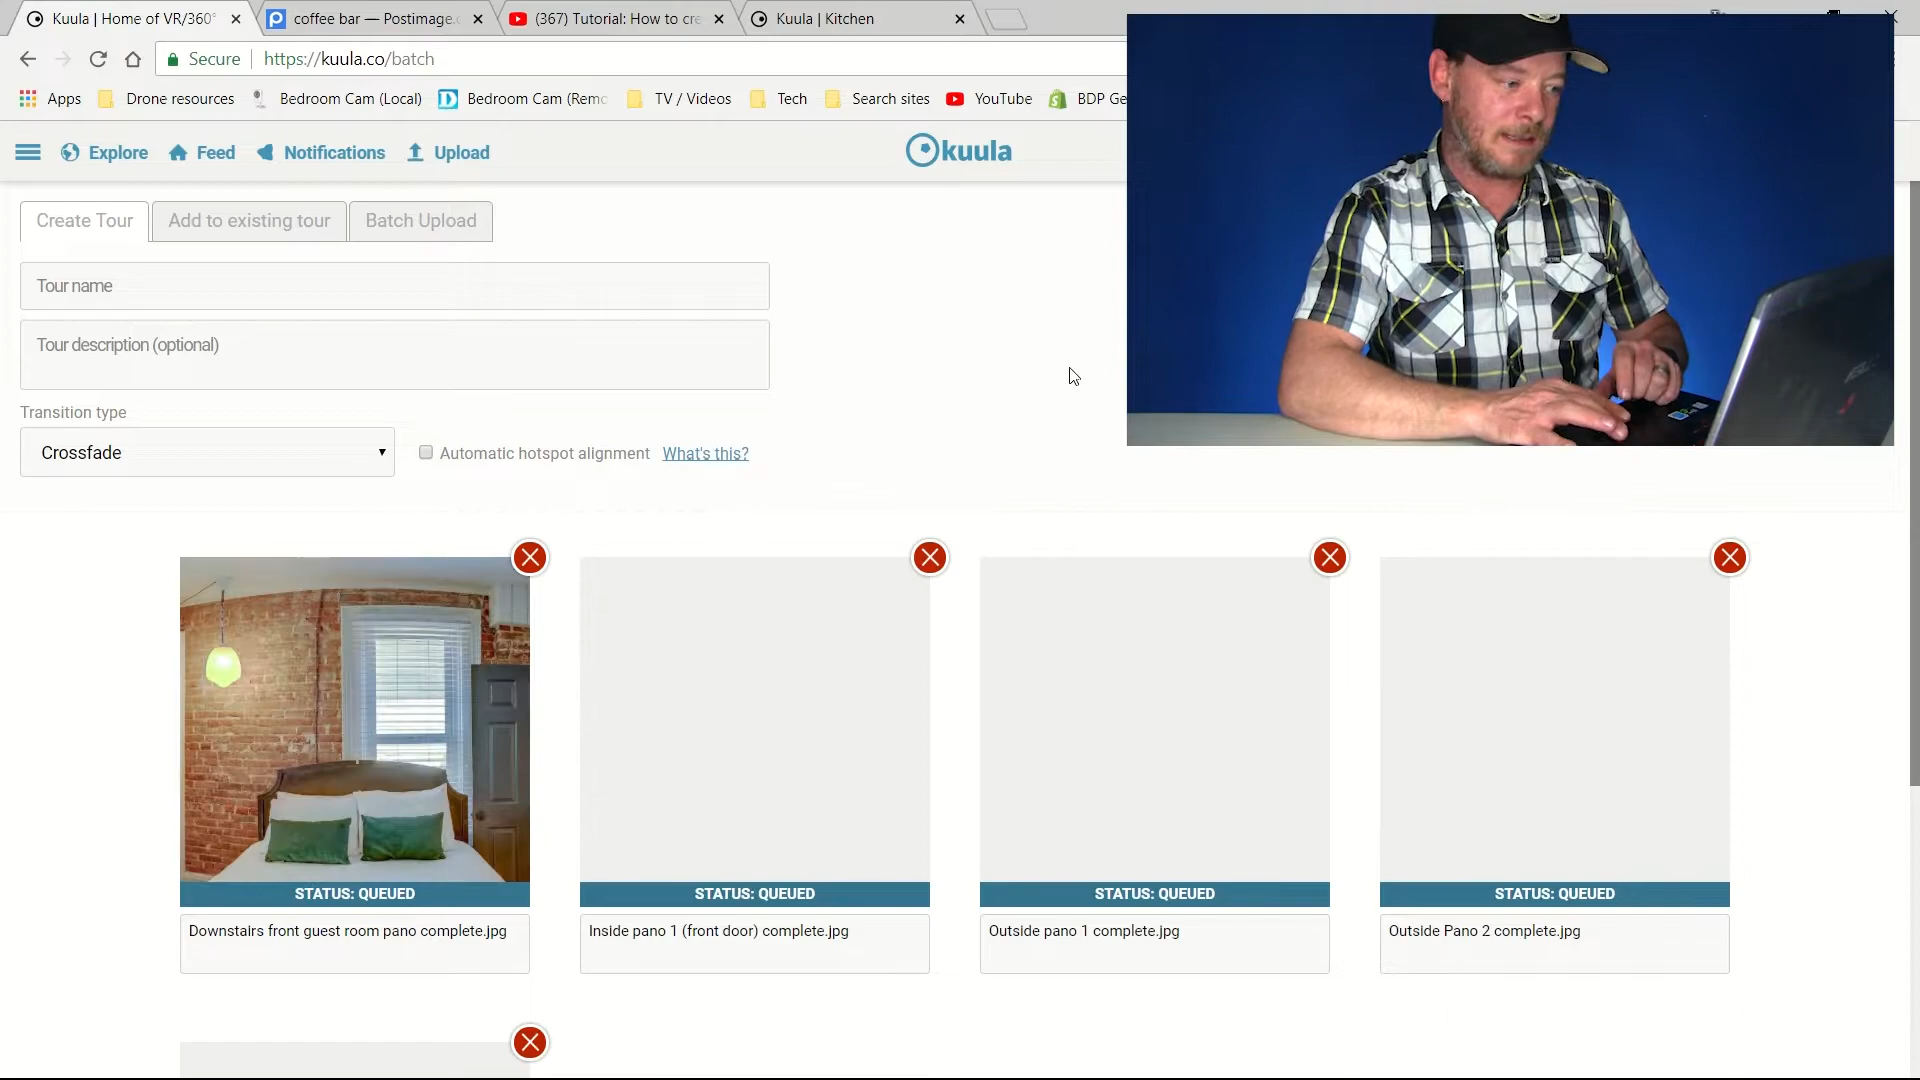 Kuula | Home of VR/360°
coffee bar — Postimage.
(367) Tutorial: How to cre
Kuula | Kitchen
Secure
https://kuula.co/batch
Apps
Drone resources
Bedroom Cam (Local)
Bedroom Cam (Remo
TV / Videos
Tech
Search sites
YouTube
BDP Ge
Explore
Feed
Notifications
Upload
kuula
Create Tour
Add to existing tour
Batch Upload
Tour name
Tour description (optional)
Transition type
Crossfade
Automatic hotspot alignment
What's this?
STATUS: QUEUED
STATUS: QUEUED
STATUS: QUEUED
STATUS: QUEUED
Downstairs front guest room pano complete.jpg
Inside pano 1 (front door) complete.jpg
Outside pano 1 complete.jpg
Outside Pano 2 complete.jpg